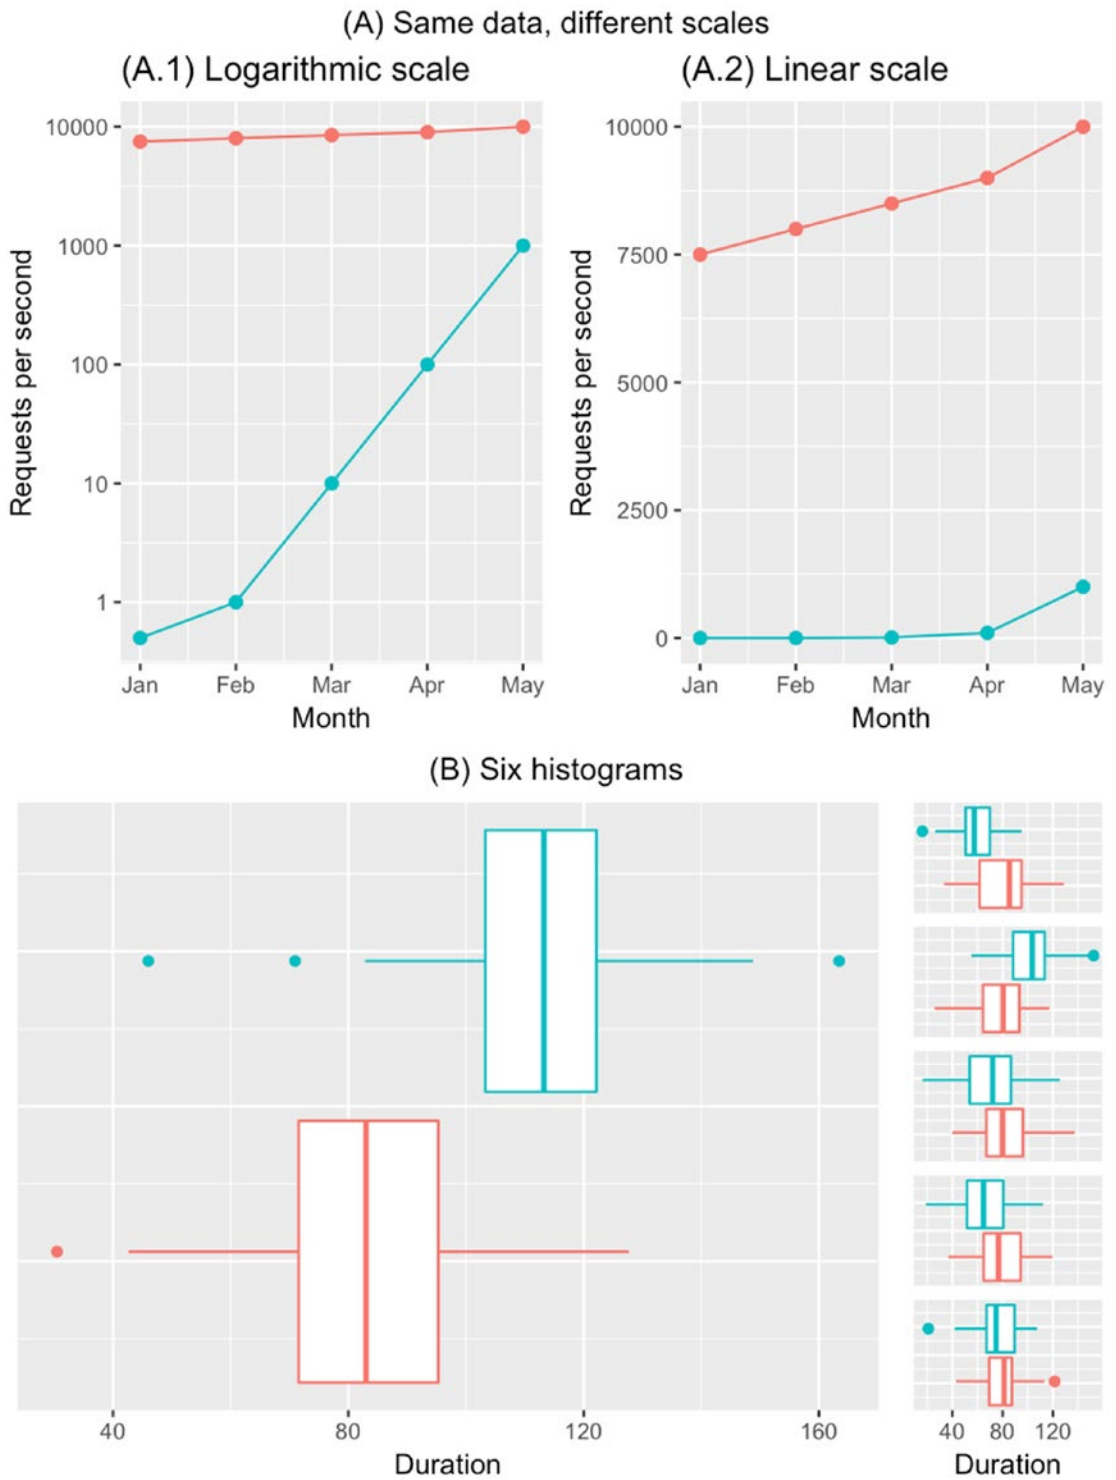 (A) Same data, different scales
(A.1) Logarithmic scale
10000
1000
100
10
1
Requests per second
Jan Feb Mar Apr May
Month
(A.2) Linear scale
10000
7500
5000
2500
0
Requests per second
Jan Feb Mar Apr May
Month
(B) Six histograms
40 80 120 160
Duration
40 80 120
Duration